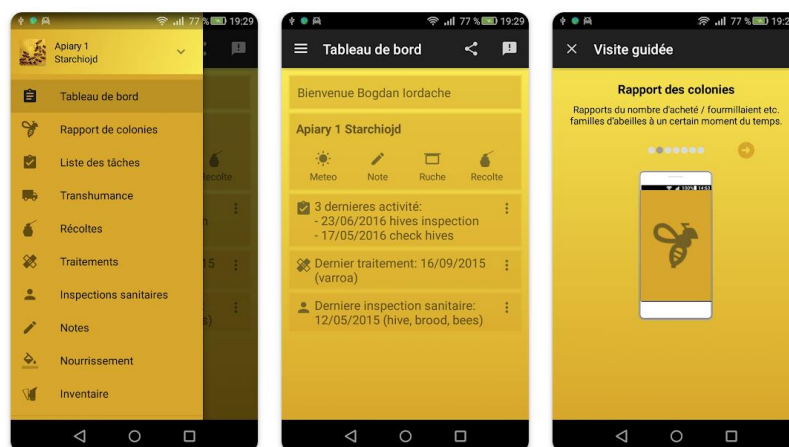 77 % 19:29
Apiary 1
Starchiojd
Tableau de bord
Rapport de colonies
Liste des tâches
Transhumance
Récoltes
Traitements
Inspections sanitaires
Notes
Nourrissement
Inventaire
Recolte
n
15
s)
77 % 19:29
Tableau de bord
Bienvenue Bogdan Iordache
Apiary 1 Starchiojd
Meteo Note Ruche Recolte
3 dernieres activité:
- 23/06/2016 hives inspection
- 17/05/2016 check hives
Dernier traitement: 16/09/2015
(varroa)
Derniere inspection sanitaire:
12/05/2015 (hive, brood, bees)
77 % 19:2
Visite guidée
Rapport des colonies
Rapports du nombre d'acheté / fourmillaient etc.
familles d'abeilles à un certain moment du temps.